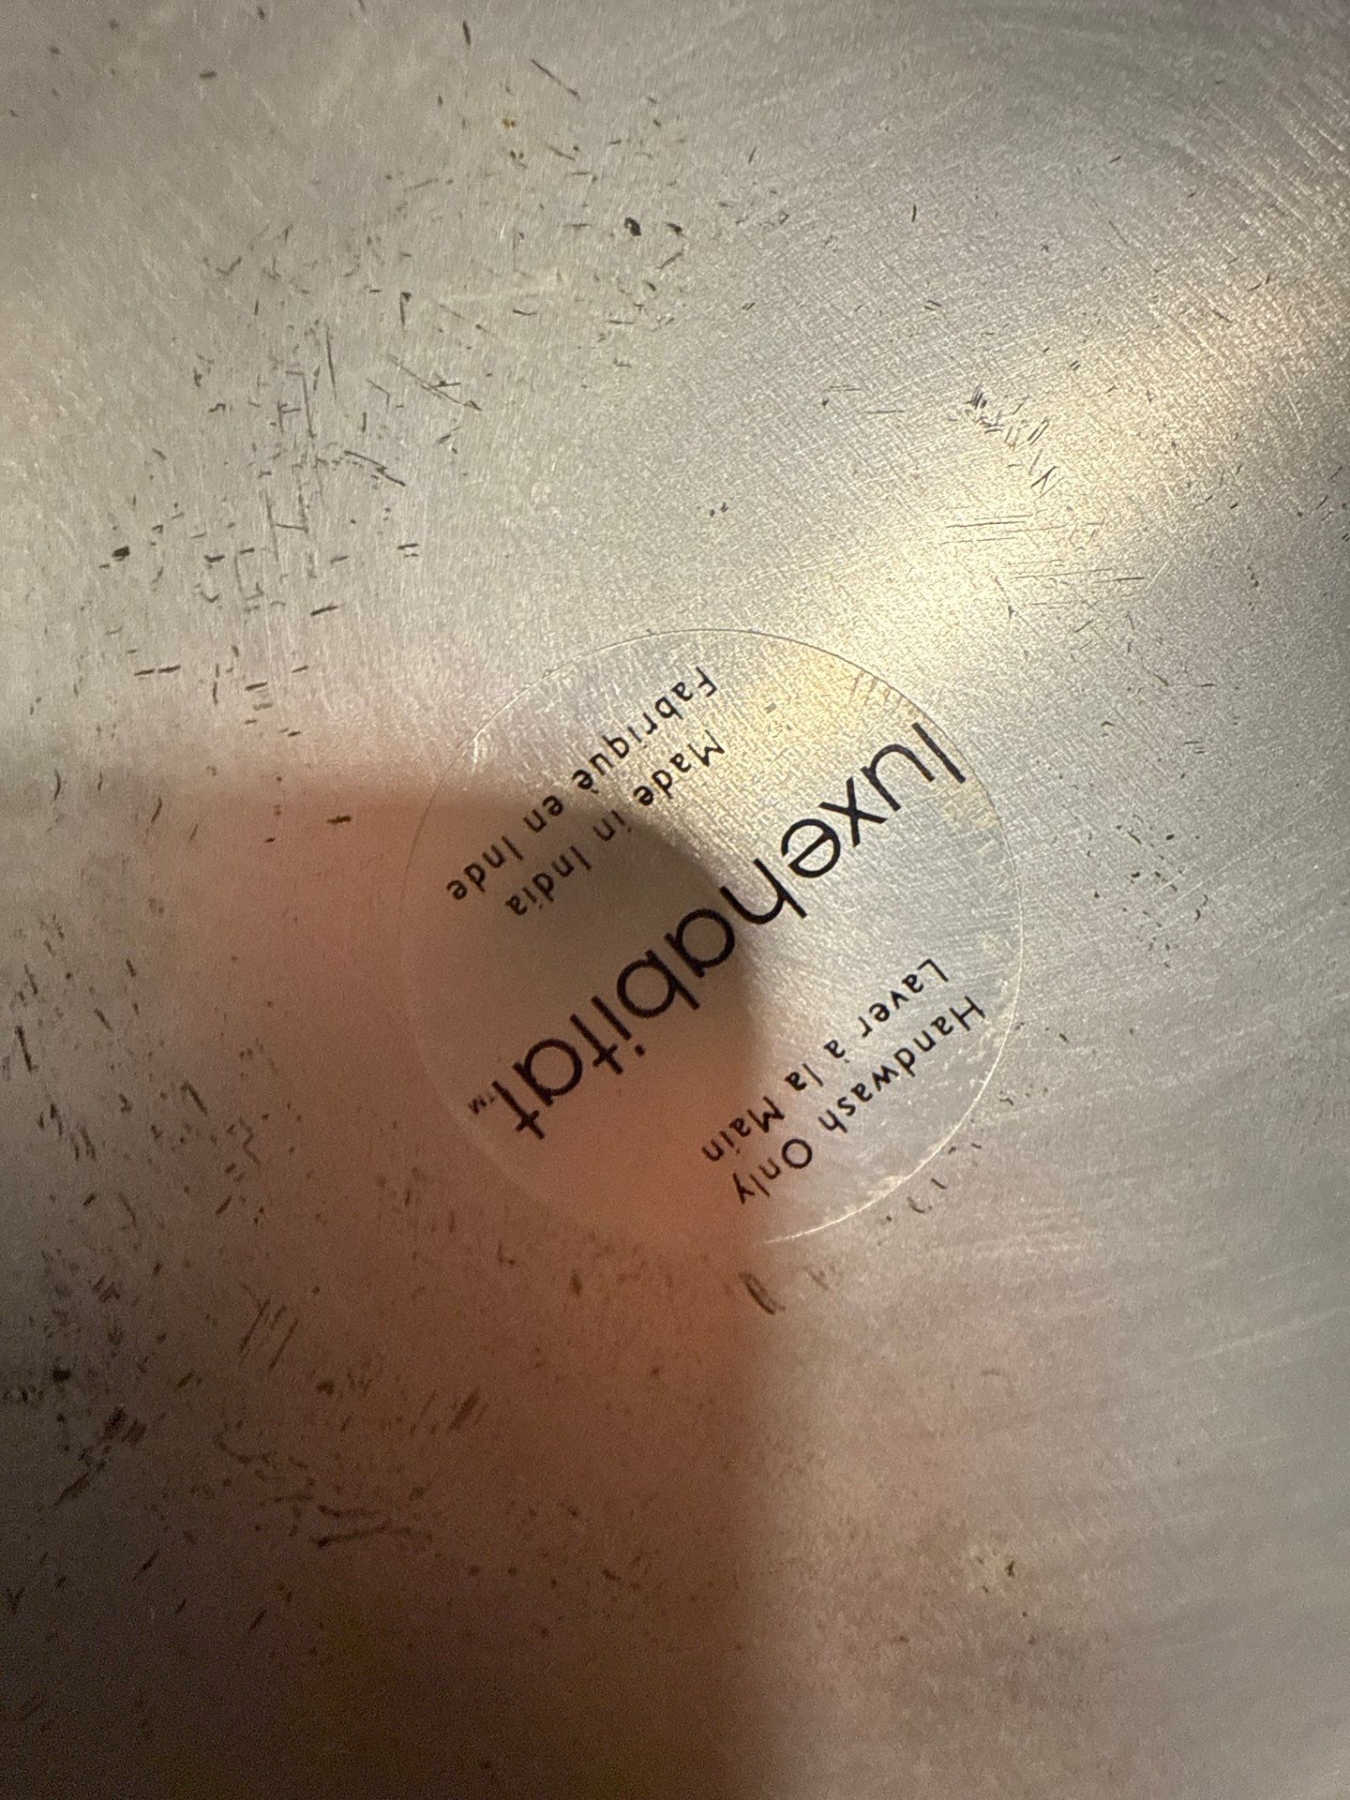 Handwash Only
Laver à la Main
luxehabitat™
Made in India
Fabriqué en Inde